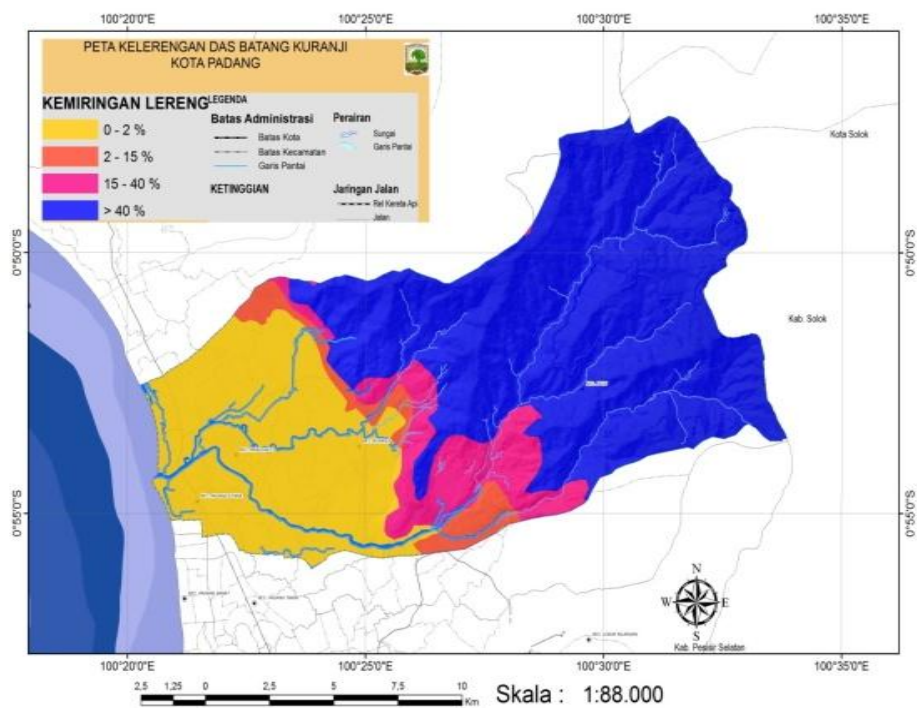 100°20'0"E 100°25'0"E 100°30'0"E 100°35'0"E
PETA KELERENGAN DAS BATANG KURANJI
KOTA PADANG
KEMIRINGAN LERENG
0 - 2 %
2 - 15 %
15 - 40 %
> 40 %
LEGENDA
Batas Administrasi
Batas Kota
Batas Kecamatan
Garis Pantai
KETINGGIAN
Perairan
Sungai
Garis Pantai
Jaringan Jalan
Rel Kereta Api
Jalan
Kota Solok
0°50'0"S 0°50'0"S
Kab. Solok
0°55'0"S 0°55'0"S
N
W E
S
Kab. Pesisir Selatan
100°20'0"E 100°25'0"E 100°30'0"E 100°35'0"E
2,5 1,25 0 2,5 5 7,5 10
Km
Skala : 1:88.000